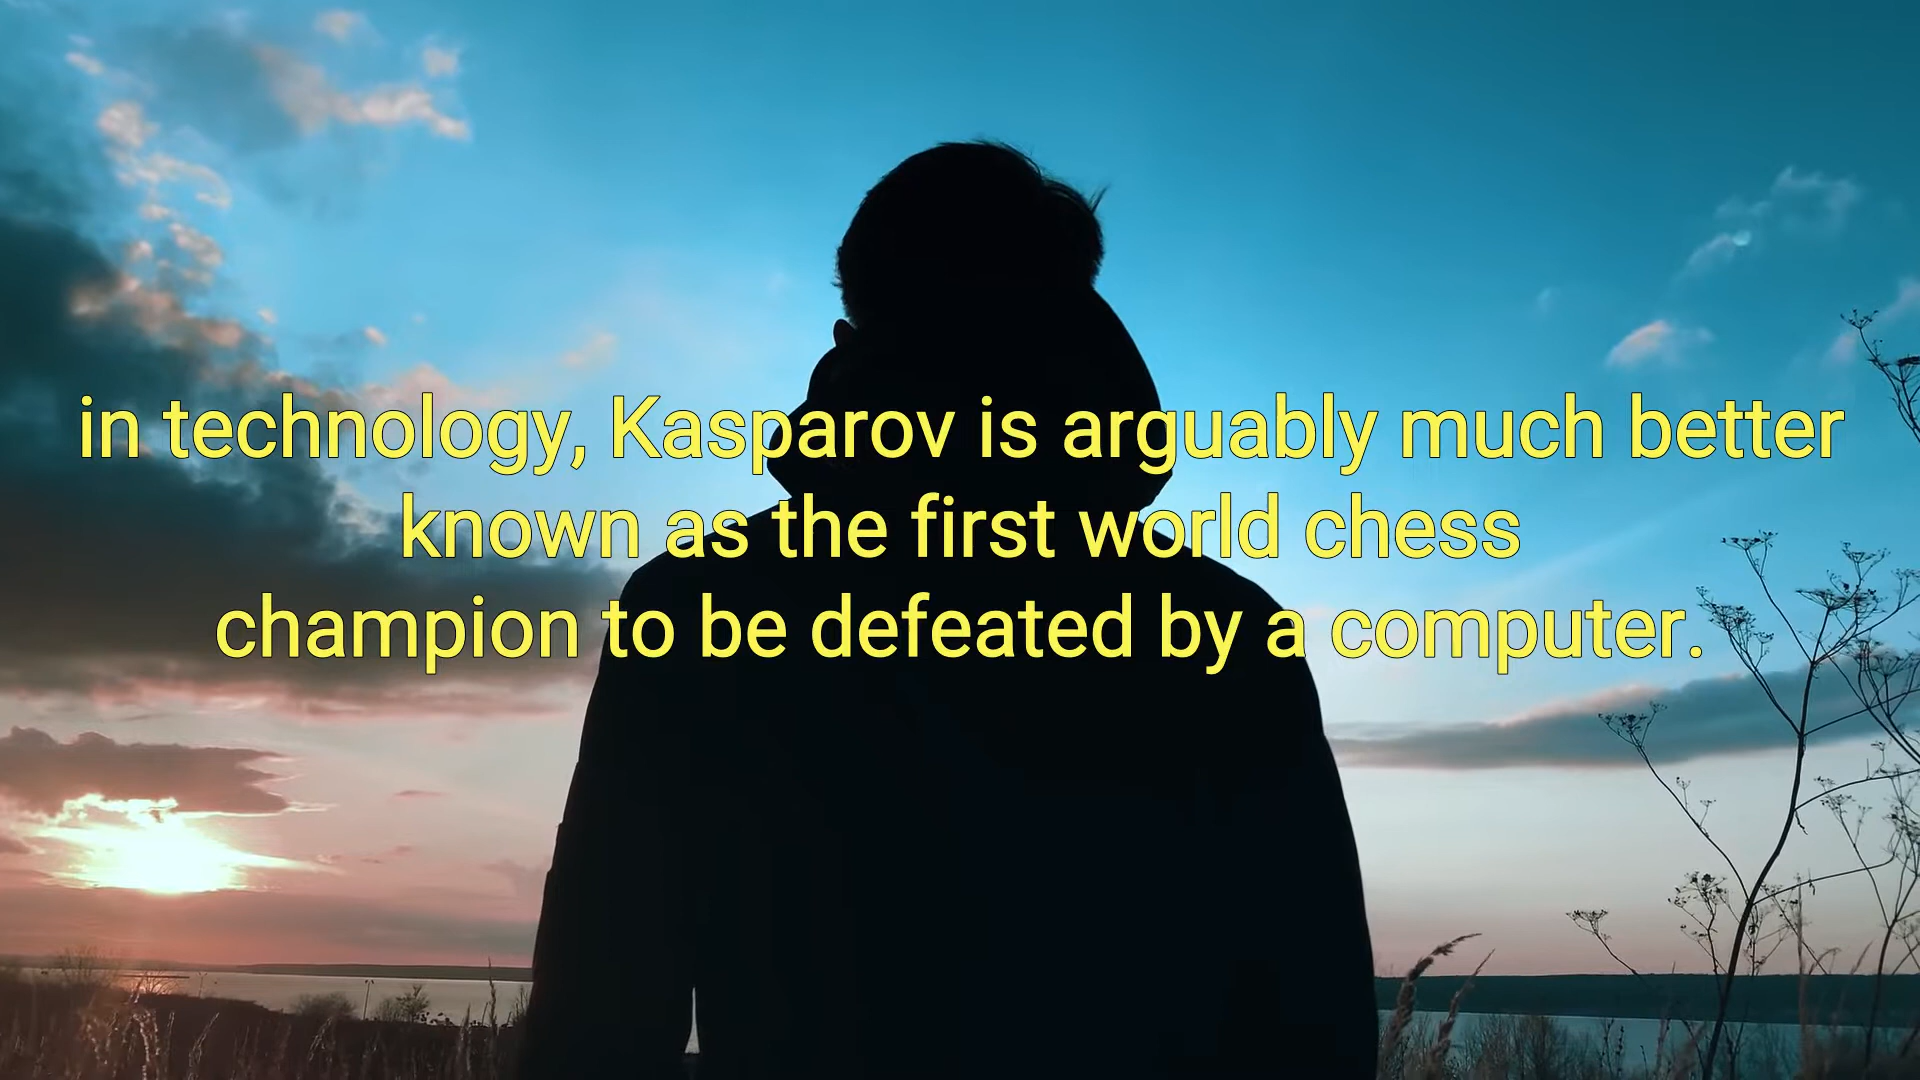 in technology, Kasparov is arguably much better
known as the first world chess
champion to be defeated by a computer.